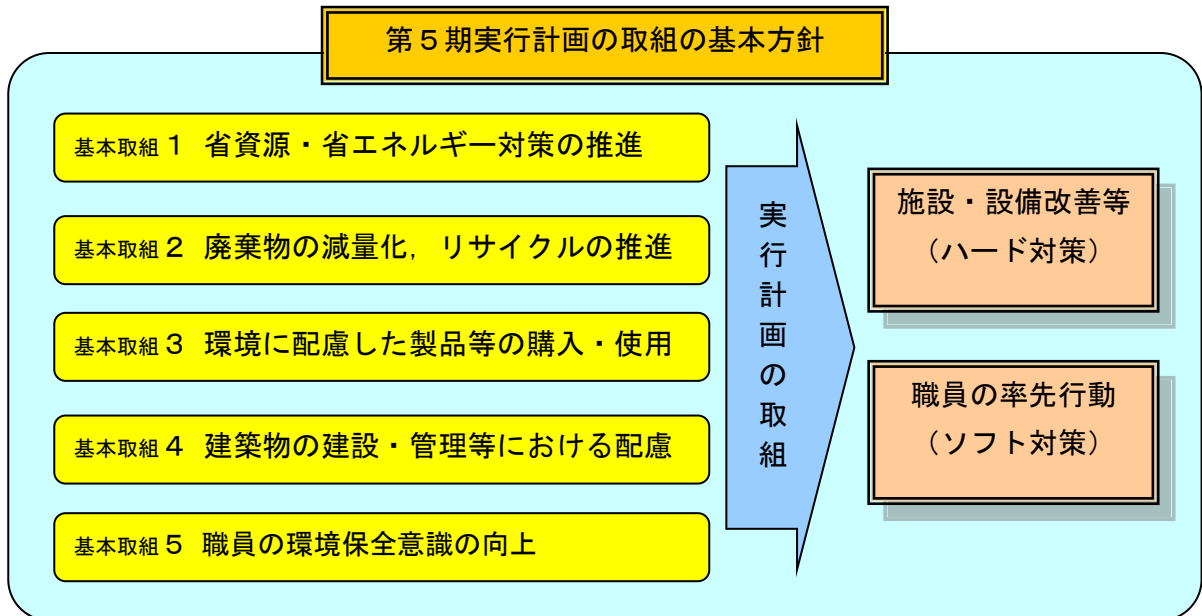 第５期実行計画の取組の基本方針
基本取組１ 省資源・省エネルギー対策の推進
基本取組２ 廃棄物の減量化，リサイクルの推進
基本取組３ 環境に配慮した製品等の購入・使用
基本取組４ 建築物の建設・管理等における配慮
基本取組５ 職員の環境保全意識の向上
実行計画の取組
施設・設備改善等
（ハード対策）
職員の率先行動
（ソフト対策）